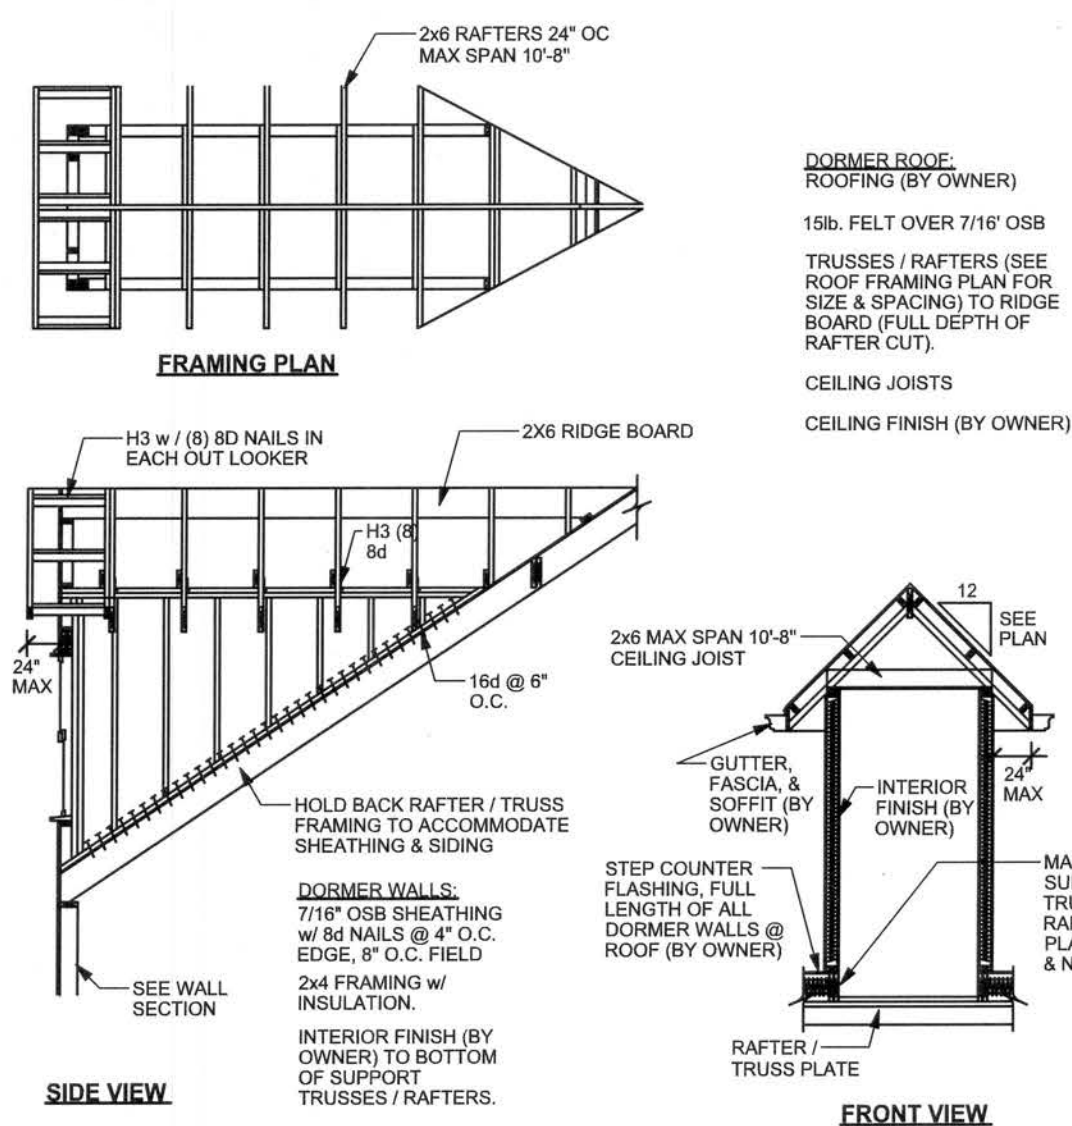 2x6 RAFTERS 24" OC
MAX SPAN 10'-8"
FRAMING PLAN
DORMER ROOF:
ROOFING (BY OWNER)
15lb. FELT OVER 7/16' OSB
TRUSSES / RAFTERS (SEE
ROOF FRAMING PLAN FOR
SIZE & SPACING) TO RIDGE
BOARD (FULL DEPTH OF
RAFTER CUT).
CEILING JOISTS
CEILING FINISH (BY OWNER)
H3 w / (8) 8D NAILS IN
EACH OUT LOOKER
2X6 RIDGE BOARD
H3 (8)
8d
24"
MAX
16d @ 6"
O.C.
HOLD BACK RAFTER / TRUSS
FRAMING TO ACCOMMODATE
SHEATHING & SIDING
DORMER WALLS:
7/16" OSB SHEATHING
w/ 8d NAILS @ 4" O.C.
EDGE, 8" O.C. FIELD
2x4 FRAMING w/
INSULATION.
INTERIOR FINISH (BY
OWNER) TO BOTTOM
OF SUPPORT
TRUSSES / RAFTERS.
SEE WALL
SECTION
SIDE VIEW
12
SEE
PLAN
2x6 MAX SPAN 10'-8"
CEILING JOIST
GUTTER,
FASCIA, &
SOFFIT (BY
OWNER)
INTERIOR
FINISH (BY
OWNER)
24"
MAX
STEP COUNTER
FLASHING, FULL
LENGTH OF ALL
DORMER WALLS @
ROOF (BY OWNER)
MA
SU
TRU
RAF
PLA
& N
RAFTER /
TRUSS PLATE
FRONT VIEW